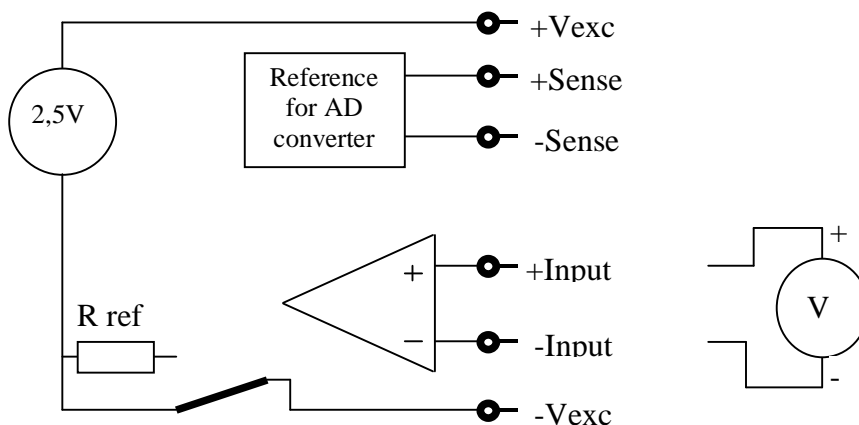 +Vexc
Reference
for AD
converter
+Sense
2,5V
-Sense
+
+
+Input
V
R ref
−
-Input
-
-Vexc